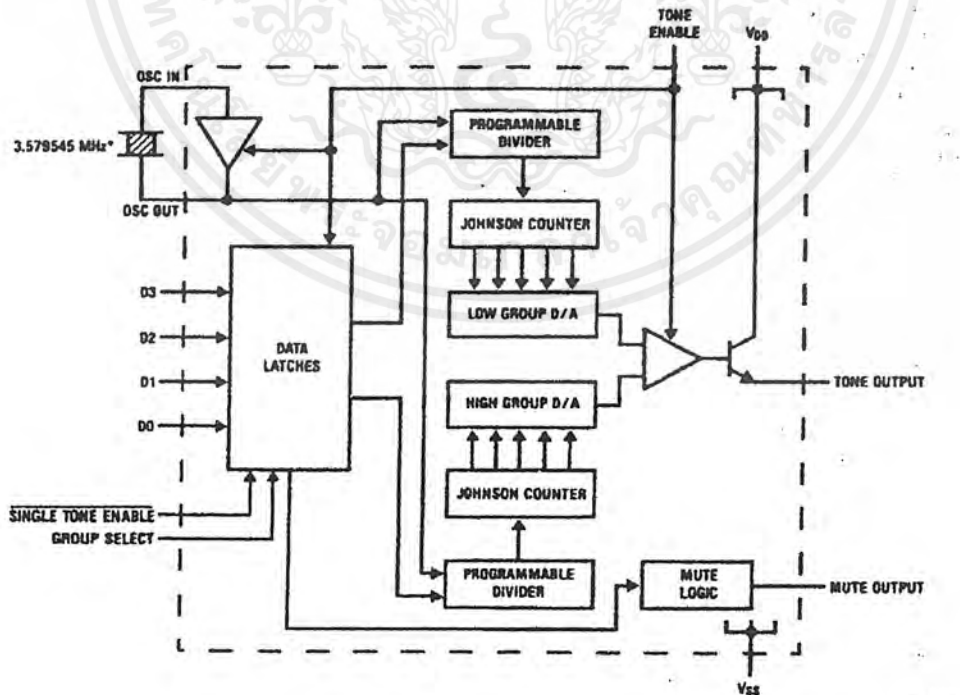 TONE
ENABLE
VDD
OSC IN
3.579545 MHz*
OSC OUT
PROGRAMMABLE
DIVIDER
JOHNSON COUNTER
D3
D2
D1
D0
DATA
LATCHES
LOW GROUP D/A
HIGH GROUP D/A
TONE OUTPUT
JOHNSON COUNTER
SINGLE TONE ENABLE
GROUP SELECT
PROGRAMMABLE
DIVIDER
MUTE
LOGIC
MUTE OUTPUT
VSS